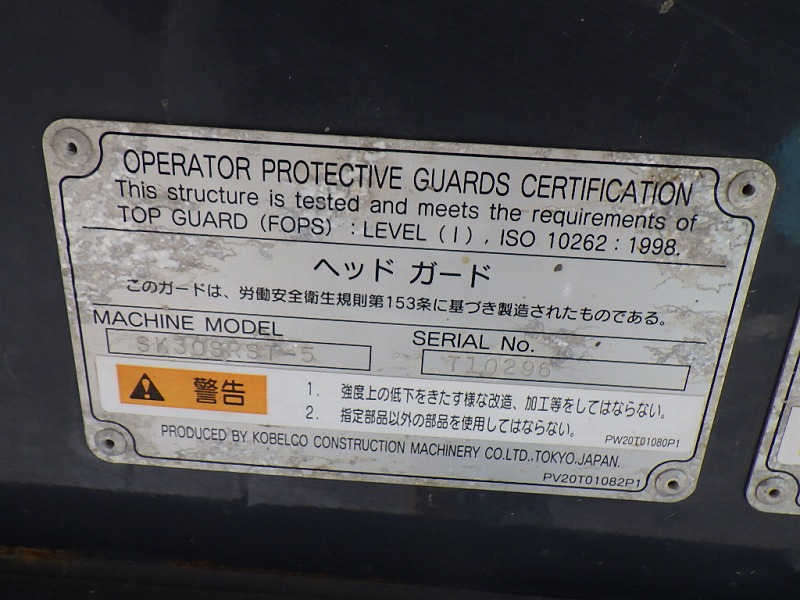 OPERATOR PROTECTIVE GUARDS CERTIFICATION
This structure is tested and meets the requirements of
TOP GUARD (FOPS) : LEVEL (I), ISO 10262 : 1998.
ヘッド ガード
このガードは、労働安全衛生規則第153条に基づき製造されたものである。
MACHINE MODEL
SK30SRST-5
SERIAL No.
T10296
警告
1. 強度上の低下をきたす様な改造、加工等をしてはならない。
2. 指定部品以外の部品を使用してはならない。
PW20T01080P1
PRODUCED BY KOBELCO CONSTRUCTION MACHINERY CO.LTD.,TOKYO,JAPAN.
PV20T01082P1